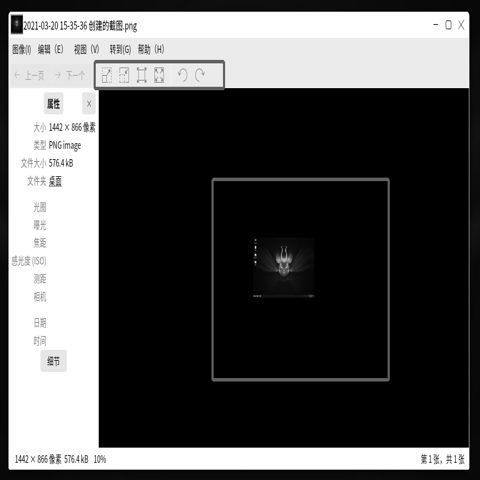 2021-03-20 15-35-36 创建的截图.png
图像(I) 编辑（E） 视图（V） 转到(G) 帮助（H）
上一页 下一个
属性
大小 1442 × 866 像素
类型 PNG image
文件大小 576.4 kB
文件夹 桌面
光圈
曝光
焦距
感光度 (ISO)
测距
相机
日期
时间
细节
1442 × 866 像素 576.4 kB 10%
第 1 张，共 1 张